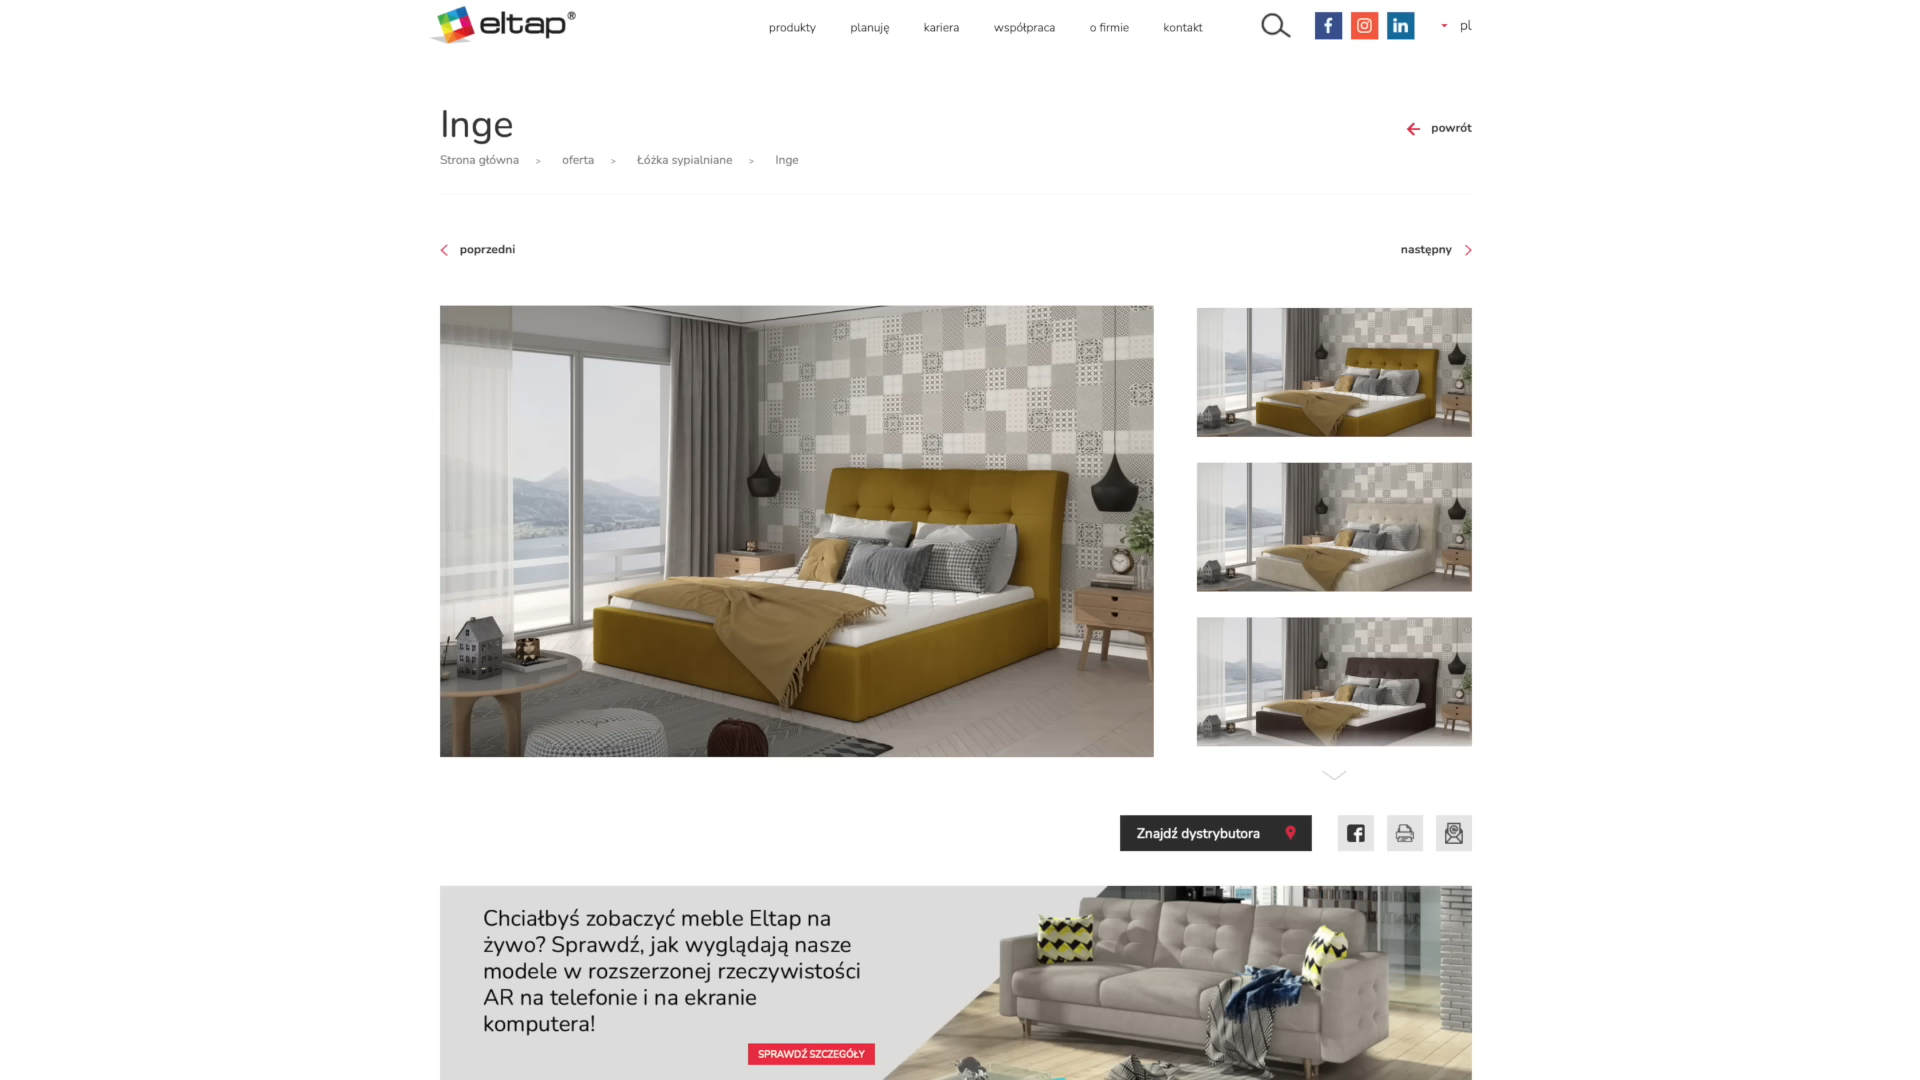 eltap®
produkty
planuję
kariera
współpraca
o firmie
kontakt
pl
Inge
powrót
Strona główna > oferta > Łóżka sypialniane > Inge
poprzedni
następny
Znajdź dystrybutora
Chciałbyś zobaczyć meble Eltap na
żywo? Sprawdź, jak wyglądają nasze
modele w rozszerzonej rzeczywistości
AR na telefonie i na ekranie
komputera!
SPRAWDŹ SZCZEGÓŁY